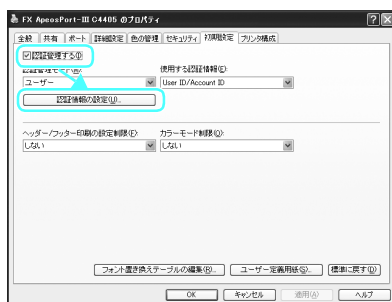 FX ApeosPort-III C4405 のプロパティ
全般 共有 ポート 詳細設定 色の管理 セキュリティ 初期設定 プリンタ構成
認証管理する(I)
認証管理モード(M): 使用する認証情報(E):
ユーザー User ID/Account ID
認証情報の設定(U)...
ヘッダー/フッター印刷の設定制限(F): カラーモード制限(Q):
しない しない
フォント置き換えテーブルの編集(R)... ユーザー定義用紙(S)... 標準に戻す(T)
OK キャンセル 適用(A) ヘルプ